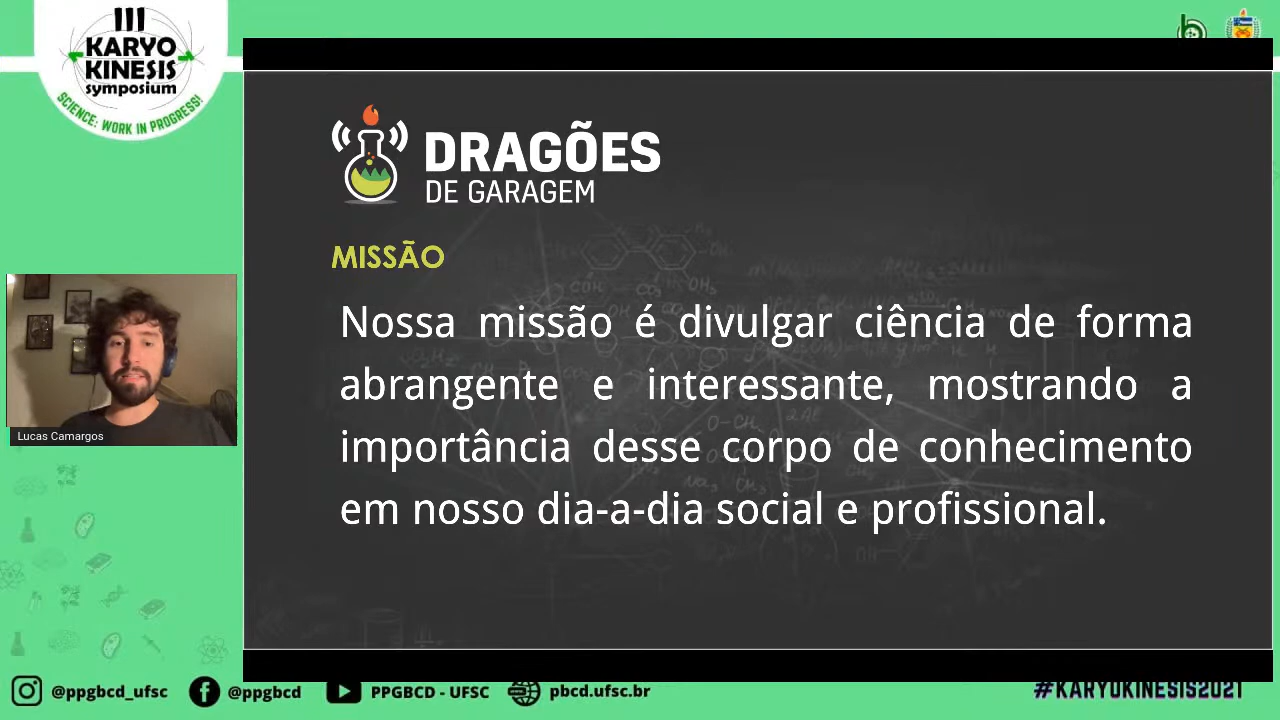 III
KARYO
KINESIS
symposium
SCIENCE: WORK IN PROGRESS!
DRAGÕES
DE GARAGEM
MISSÃO
Nossa missão é divulgar ciência de forma
abrangente e interessante, mostrando a
importância desse corpo de conhecimento
em nosso dia-a-dia social e profissional.
Lucas Camargos
@ppgbcd_ufsc
@ppgbcd
PPGBCD - UFSC
pbcd.ufsc.br
#KARYOKINESIS2021